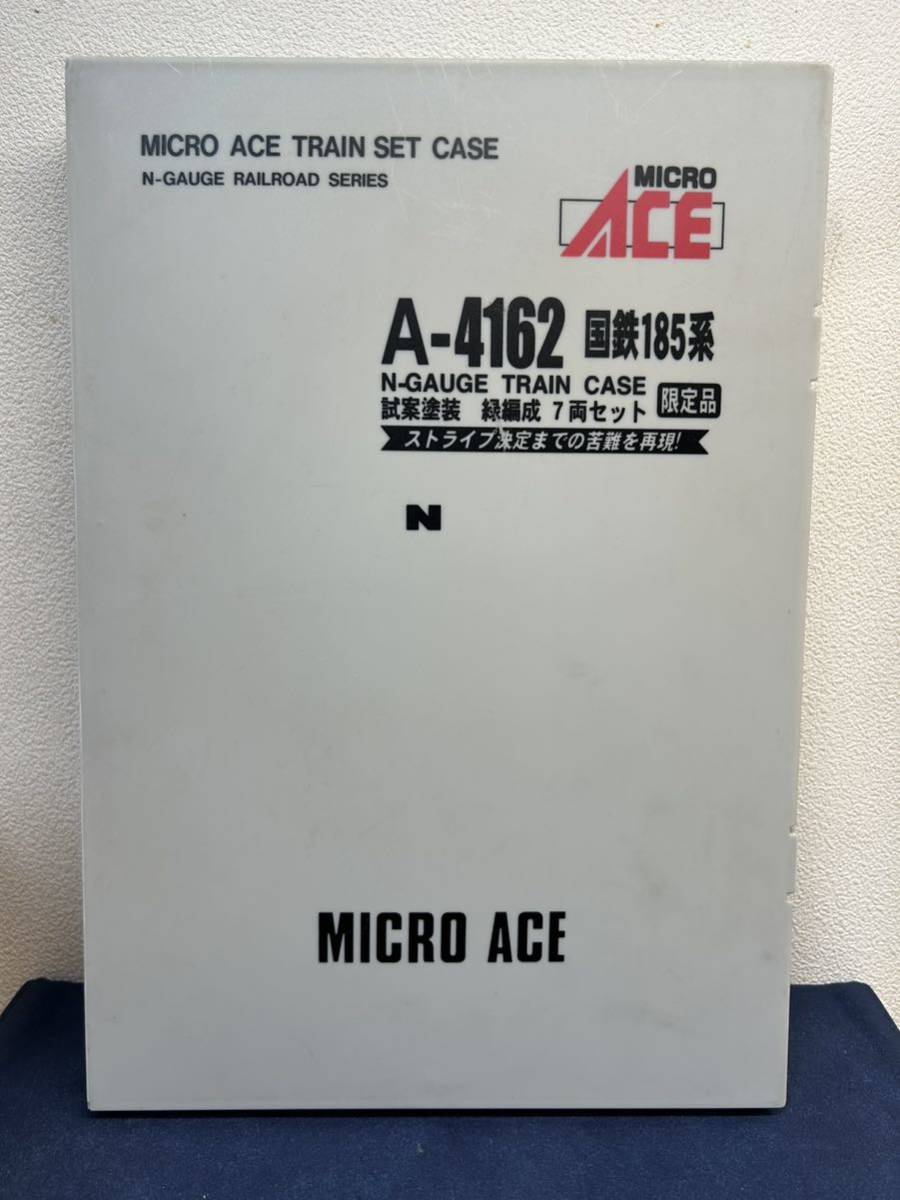 MICRO ACE TRAIN SET CASE
N-GAUGE RAILROAD SERIES
MICRO
ACE
A-4162 国鉄185系
N-GAUGE TRAIN CASE
試案塗装 緑編成 7両セット 限定品
ストライプ決定までの苦難を再現!
N
MICRO ACE